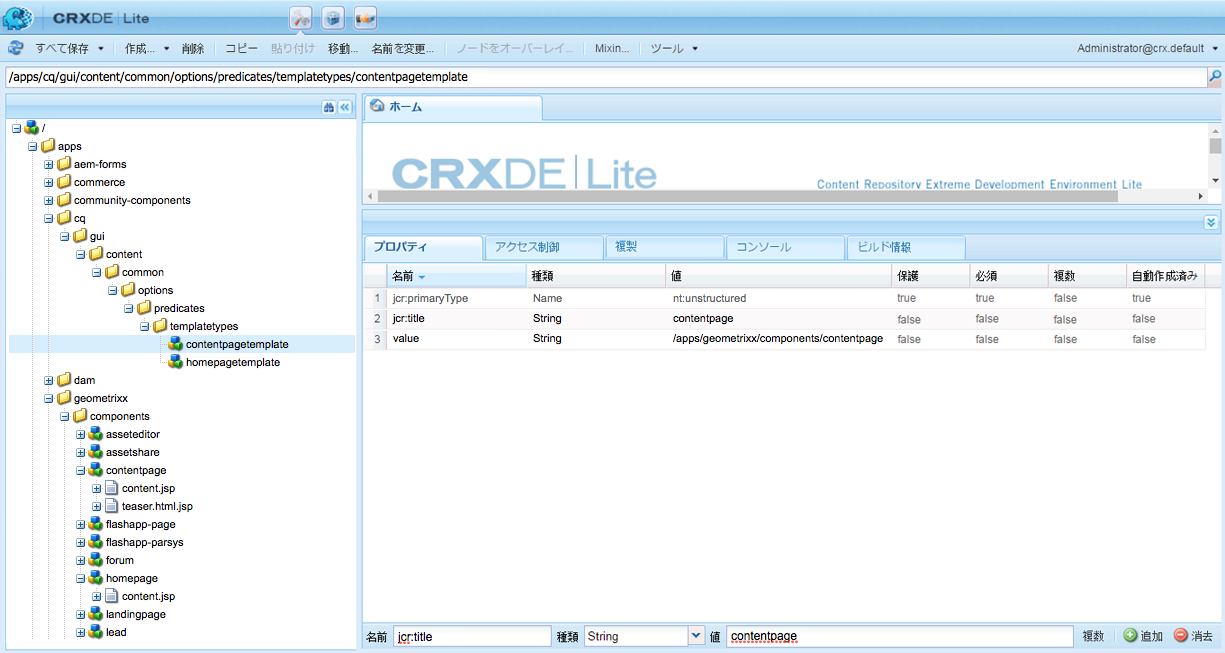 CRXDE | Lite
すべて保存 作成... 削除 コピー 貼り付け 移動... 名前を変更... ノードをオーバーレイ... Mixin... ツール Administrator@crx.default
/apps/cq/gui/content/common/options/predicates/templatetypes/contentpagetemplate
/
apps
aem-forms
commerce
community-components
cq
gui
content
common
options
predicates
templatetypes
contentpagetemplate
homepagetemplate
dam
geometrixx
components
asseteditor
assetshare
contentpage
content.jsp
teaser.html.jsp
flashapp-page
flashapp-parsys
forum
homepage
content.jsp
landingpage
lead
ホーム
CRXDE | Lite
Content Repository Extreme Development Environment Lite
プロパティ アクセス制御 複製 コンソール ビルド情報
名前 種類 値 保護 必須 複数 自動作成済み
1 jcr:primaryType Name nt:unstructured true true false true
2 jcr:title String contentpage false false false false
3 value String /apps/geometrixx/components/contentpage false false false false
名前 jcr:title 種類 String 値 contentpage 複数 追加 消去